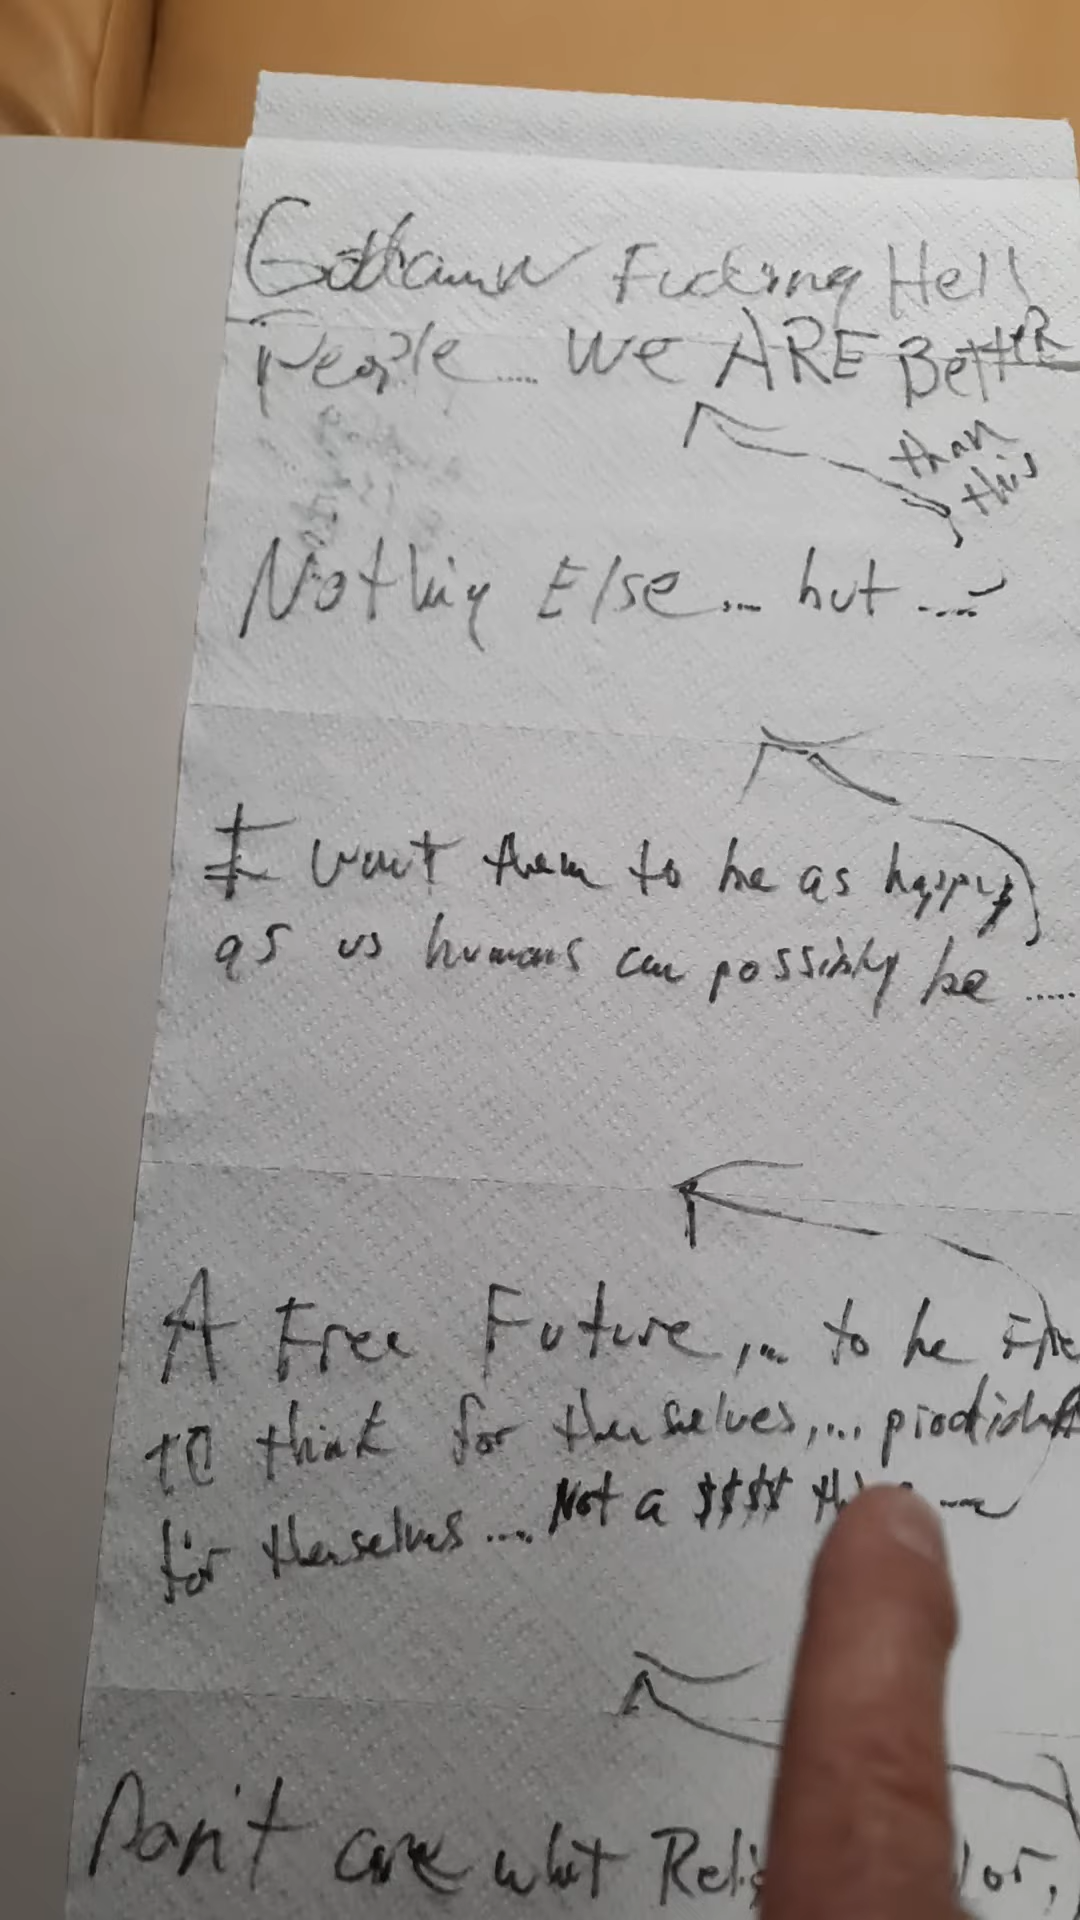 Goddamn Fucking Hell
People..... We ARE BettER
than
this
Nothing ElsE.... but .....
I want them to be as happy
as us humans can possibly be .....
A Free Future,... to be
to think for themselves,...
for themselves .... Not a $$$$
Don't care what